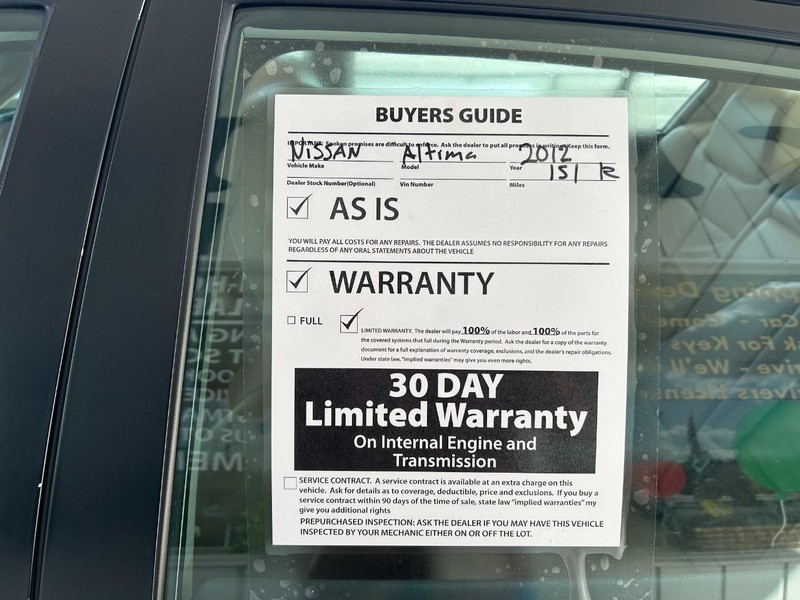 BUYERS GUIDE
IMPORTANT: Spoken promises are difficult to enforce. Ask the dealer to put all promises in writing. Keep this form.
NISSAN Altima 2012
Vehicle Make Model Year
151 K
Dealer Stock Number(Optional) Vin Number Miles
AS IS
YOU WILL PAY ALL COSTS FOR ANY REPAIRS. THE DEALER ASSUMES NO RESPONSIBILITY FOR ANY REPAIRS
REGARDLESS OF ANY ORAL STATEMENTS ABOUT THE VEHICLE
WARRANTY
FULL
LIMITED WARRANTY. The dealer will pay 100% of the labor and 100% of the parts for
the covered systems that fail during the Warranty period. Ask the dealer for a copy of the warranty
document for a full explanation of warranty coverage, exclusions, and the dealer's repair obligations.
Under state law, "implied warranties" may give you even more rights.
30 DAY
Limited Warranty
On Internal Engine and
Transmission
SERVICE CONTRACT. A service contract is available at an extra charge on this
vehicle. Ask for details as to coverage, deductible, price and exclusions. If you buy a
service contract within 90 days of the time of sale, state law "implied warranties" my
give you additional rights
PREPURCHASED INSPECTION: ASK THE DEALER IF YOU MAY HAVE THIS VEHICLE
INSPECTED BY YOUR MECHANIC EITHER ON OR OFF THE LOT.